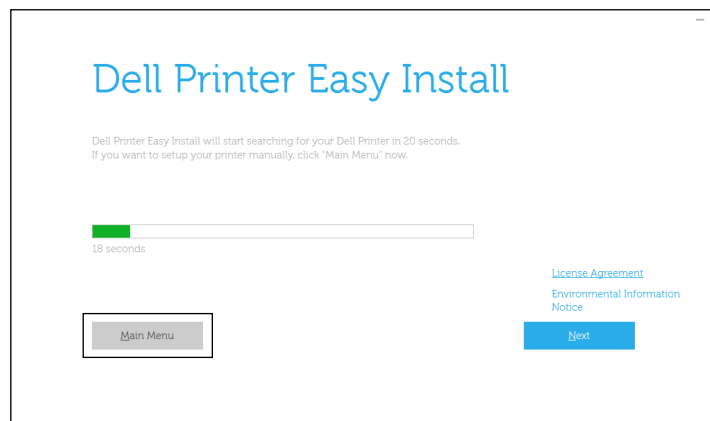 Dell Printer Easy Install
Dell Printer Easy Install will start searching for your Dell Printer in 20 seconds.
If you want to setup your printer manually, click "Main Menu" now.
18 seconds
License Agreement
Environmental Information
Notice
Main Menu
Next